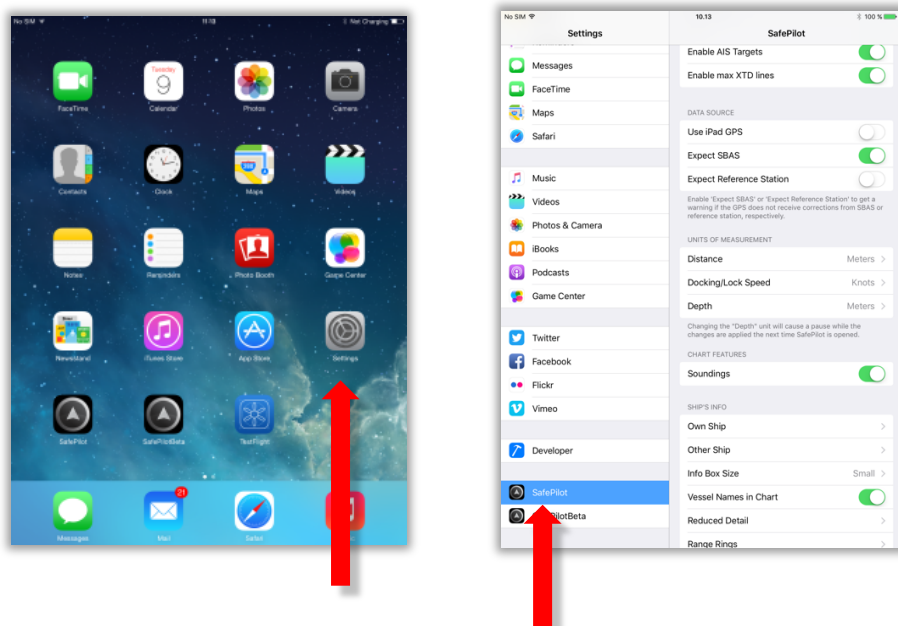 No SIM
11:13
Not Charging
Tuesday
9
FaceTime
Calendar
Photos
Camera
Contacts
Clock
Maps
Videos
Notes
Reminders
Photo Booth
Game Center
Newsstand
iTunes Store
App Store
Settings
SafePilot
SafePilotBeta
TestFlight
21
Messages
Mail
Safari
No SIM
10.13
100 %
Settings
SafePilot
Messages
FaceTime
Maps
Safari
Music
Videos
Photos & Camera
iBooks
Podcasts
Game Center
Twitter
Facebook
Flickr
Vimeo
Developer
SafePilot
PilotBeta
Enable AIS Targets
Enable max XTD lines
DATA SOURCE
Use iPad GPS
Expect SBAS
Expect Reference Station
Enable 'Expect SBAS' or 'Expect Reference Station' to get a
warning if the GPS does not receive corrections from SBAS or
reference station, respectively.
UNITS OF MEASUREMENT
Distance Meters
Docking/Lock Speed Knots
Depth Meters
Changing the "Depth" unit will cause a pause while the
changes are applied the next time SafePilot is opened.
CHART FEATURES
Soundings
SHIP'S INFO
Own Ship
Other Ship
Info Box Size Small
Vessel Names in Chart
Reduced Detail
Range Rings